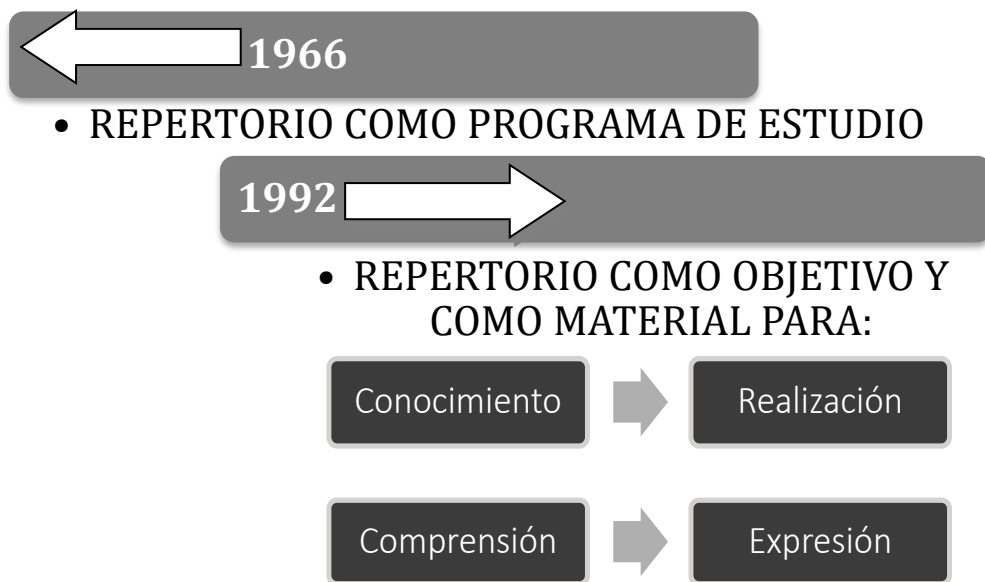 1966
• REPERTORIO COMO PROGRAMA DE ESTUDIO
1992
• REPERTORIO COMO OBJETIVO Y
COMO MATERIAL PARA:
Conocimiento
Realización
Comprensión
Expresión